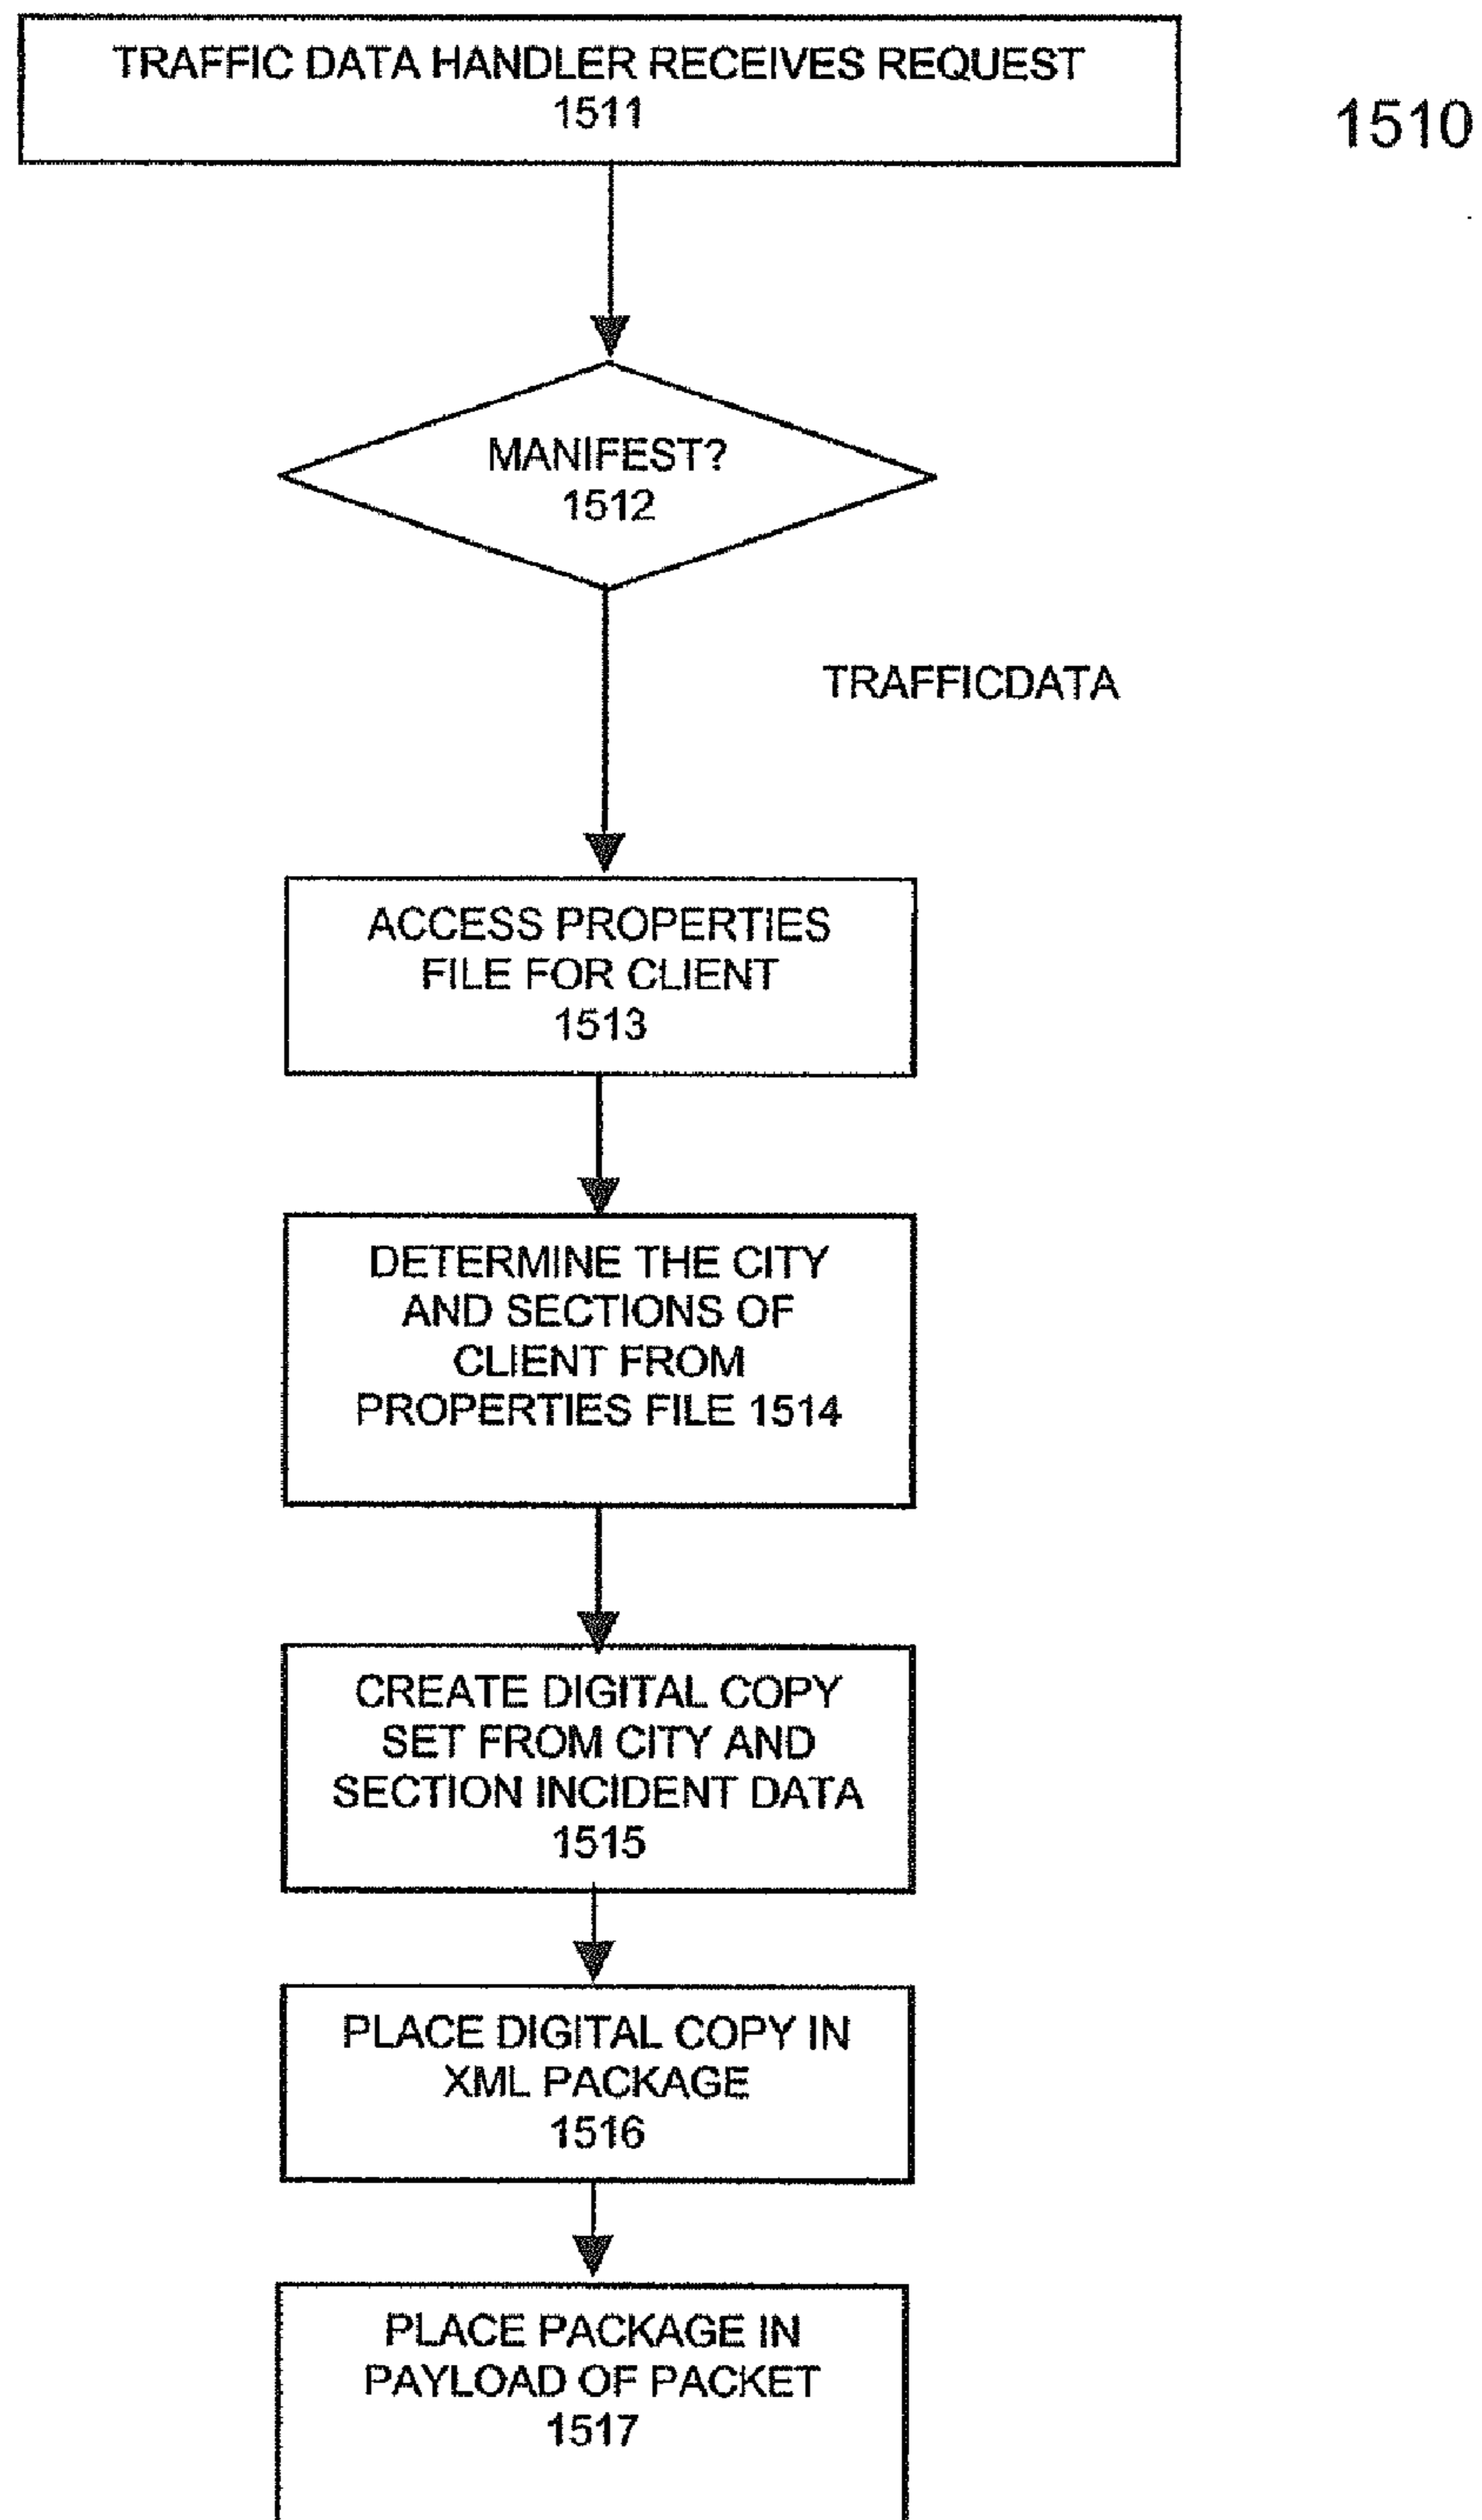 TRAFFIC DATA HANDLER RECEIVES REQUEST
1511
1510
MANIFEST?
1512
TRAFFICDATA
ACCESS PROPERTIES
FILE FOR CLIENT
1513
DETERMINE THE CITY
AND SECTIONS OF
CLIENT FROM
PROPERTIES FILE 1514
CREATE DIGITAL COPY
SET FROM CITY AND
SECTION INCIDENT DATA
1515
PLACE DIGITAL COPY IN
XML PACKAGE
1516
PLACE PACKAGE IN
PAYLOAD OF PACKET
1517